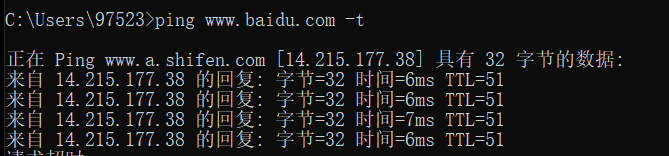 C:\Users\97523>ping www.baidu.com -t
正在 Ping www.a.shifen.com [14.215.177.38] 具有 32 字节的数据:
来自 14.215.177.38 的回复: 字节=32 时间=6ms TTL=51
来自 14.215.177.38 的回复: 字节=32 时间=6ms TTL=51
来自 14.215.177.38 的回复: 字节=32 时间=7ms TTL=51
来自 14.215.177.38 的回复: 字节=32 时间=6ms TTL=51